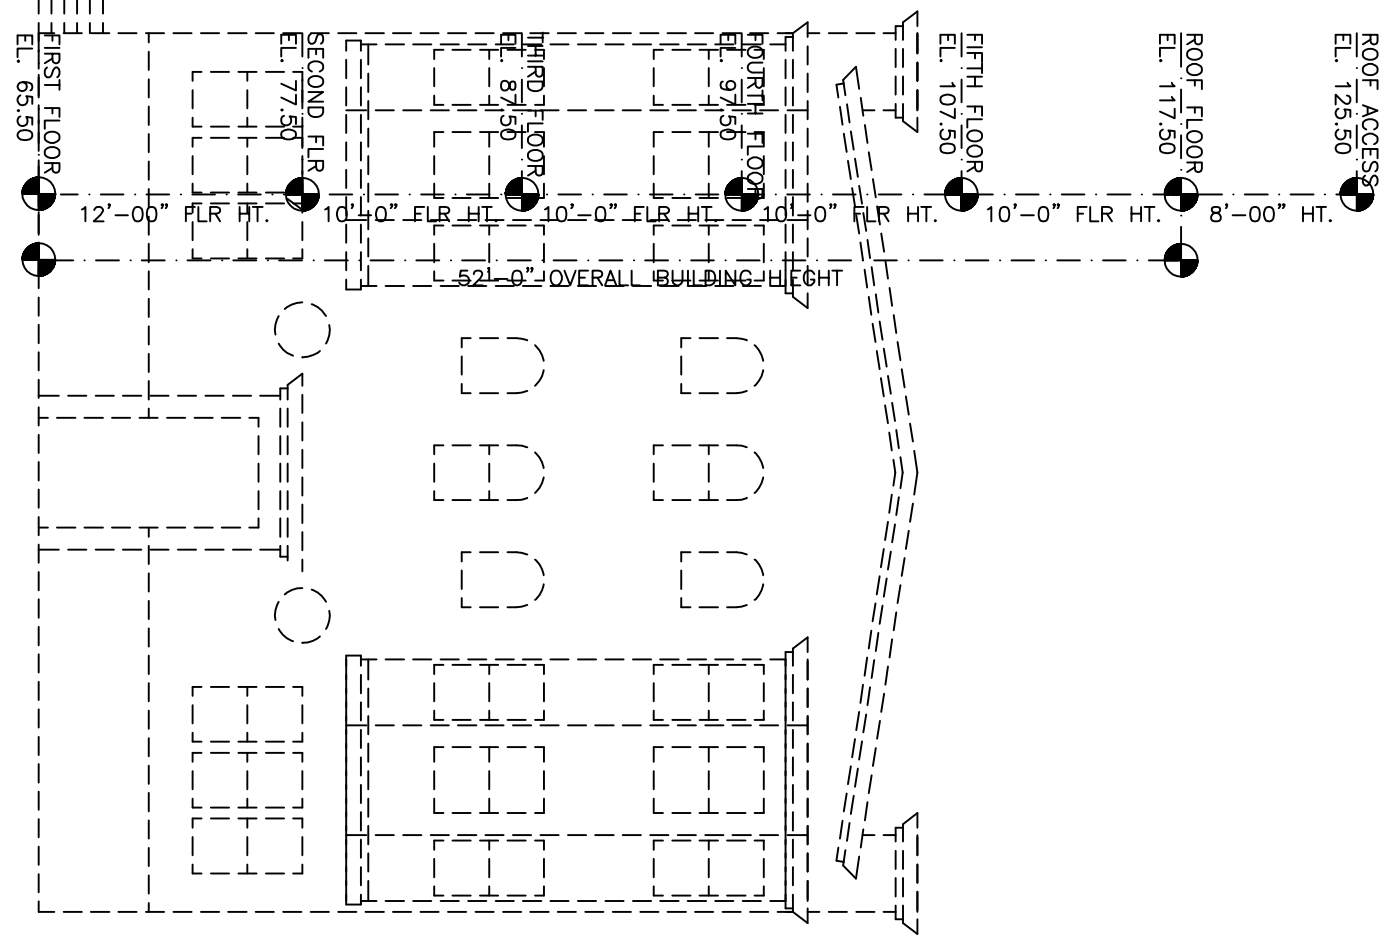 FIRST FLOOR
EL. 65.50
SECOND FLR
EL. 77.50
THIRD FLOOR
EL. 87.50
FOURTH FLOOR
EL. 97.50
FIFTH FLOOR
EL. 107.50
ROOF FLOOR
EL. 117.50
ROOF ACCESS
EL. 125.50
12'-00" FLR HT.
10'-0" FLR HT.
10'-0" FLR HT.
10'-0" FLR HT.
10'-0" FLR HT.
8'-00" HT.
52'-0" OVERALL BUILDING HIEGHT